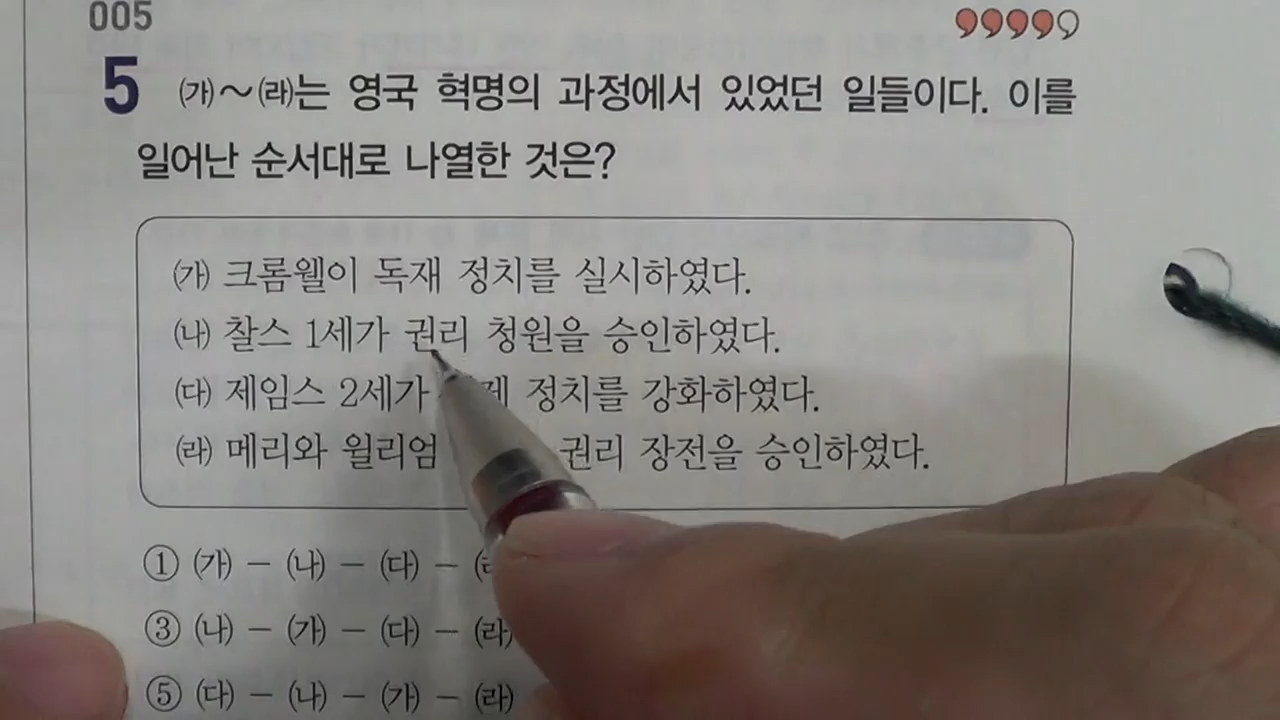 005
5 ㈎~㈑는 영국 혁명의 과정에서 있었던 일들이다. 이를
일어난 순서대로 나열한 것은?
㈎ 크롬웰이 독재 정치를 실시하였다.
㈏ 찰스 1세가 권리 청원을 승인하였다.
㈐ 제임스 2세가 정치를 강화하였다.
㈑ 메리와 윌리엄 권리 장전을 승인하였다.
① ㈎ - ㈏ - ㈐ -
③ ㈏ - ㈎ - ㈐ - ㈑
⑤ ㈐ - ㈏ - ㈎ - ㈑